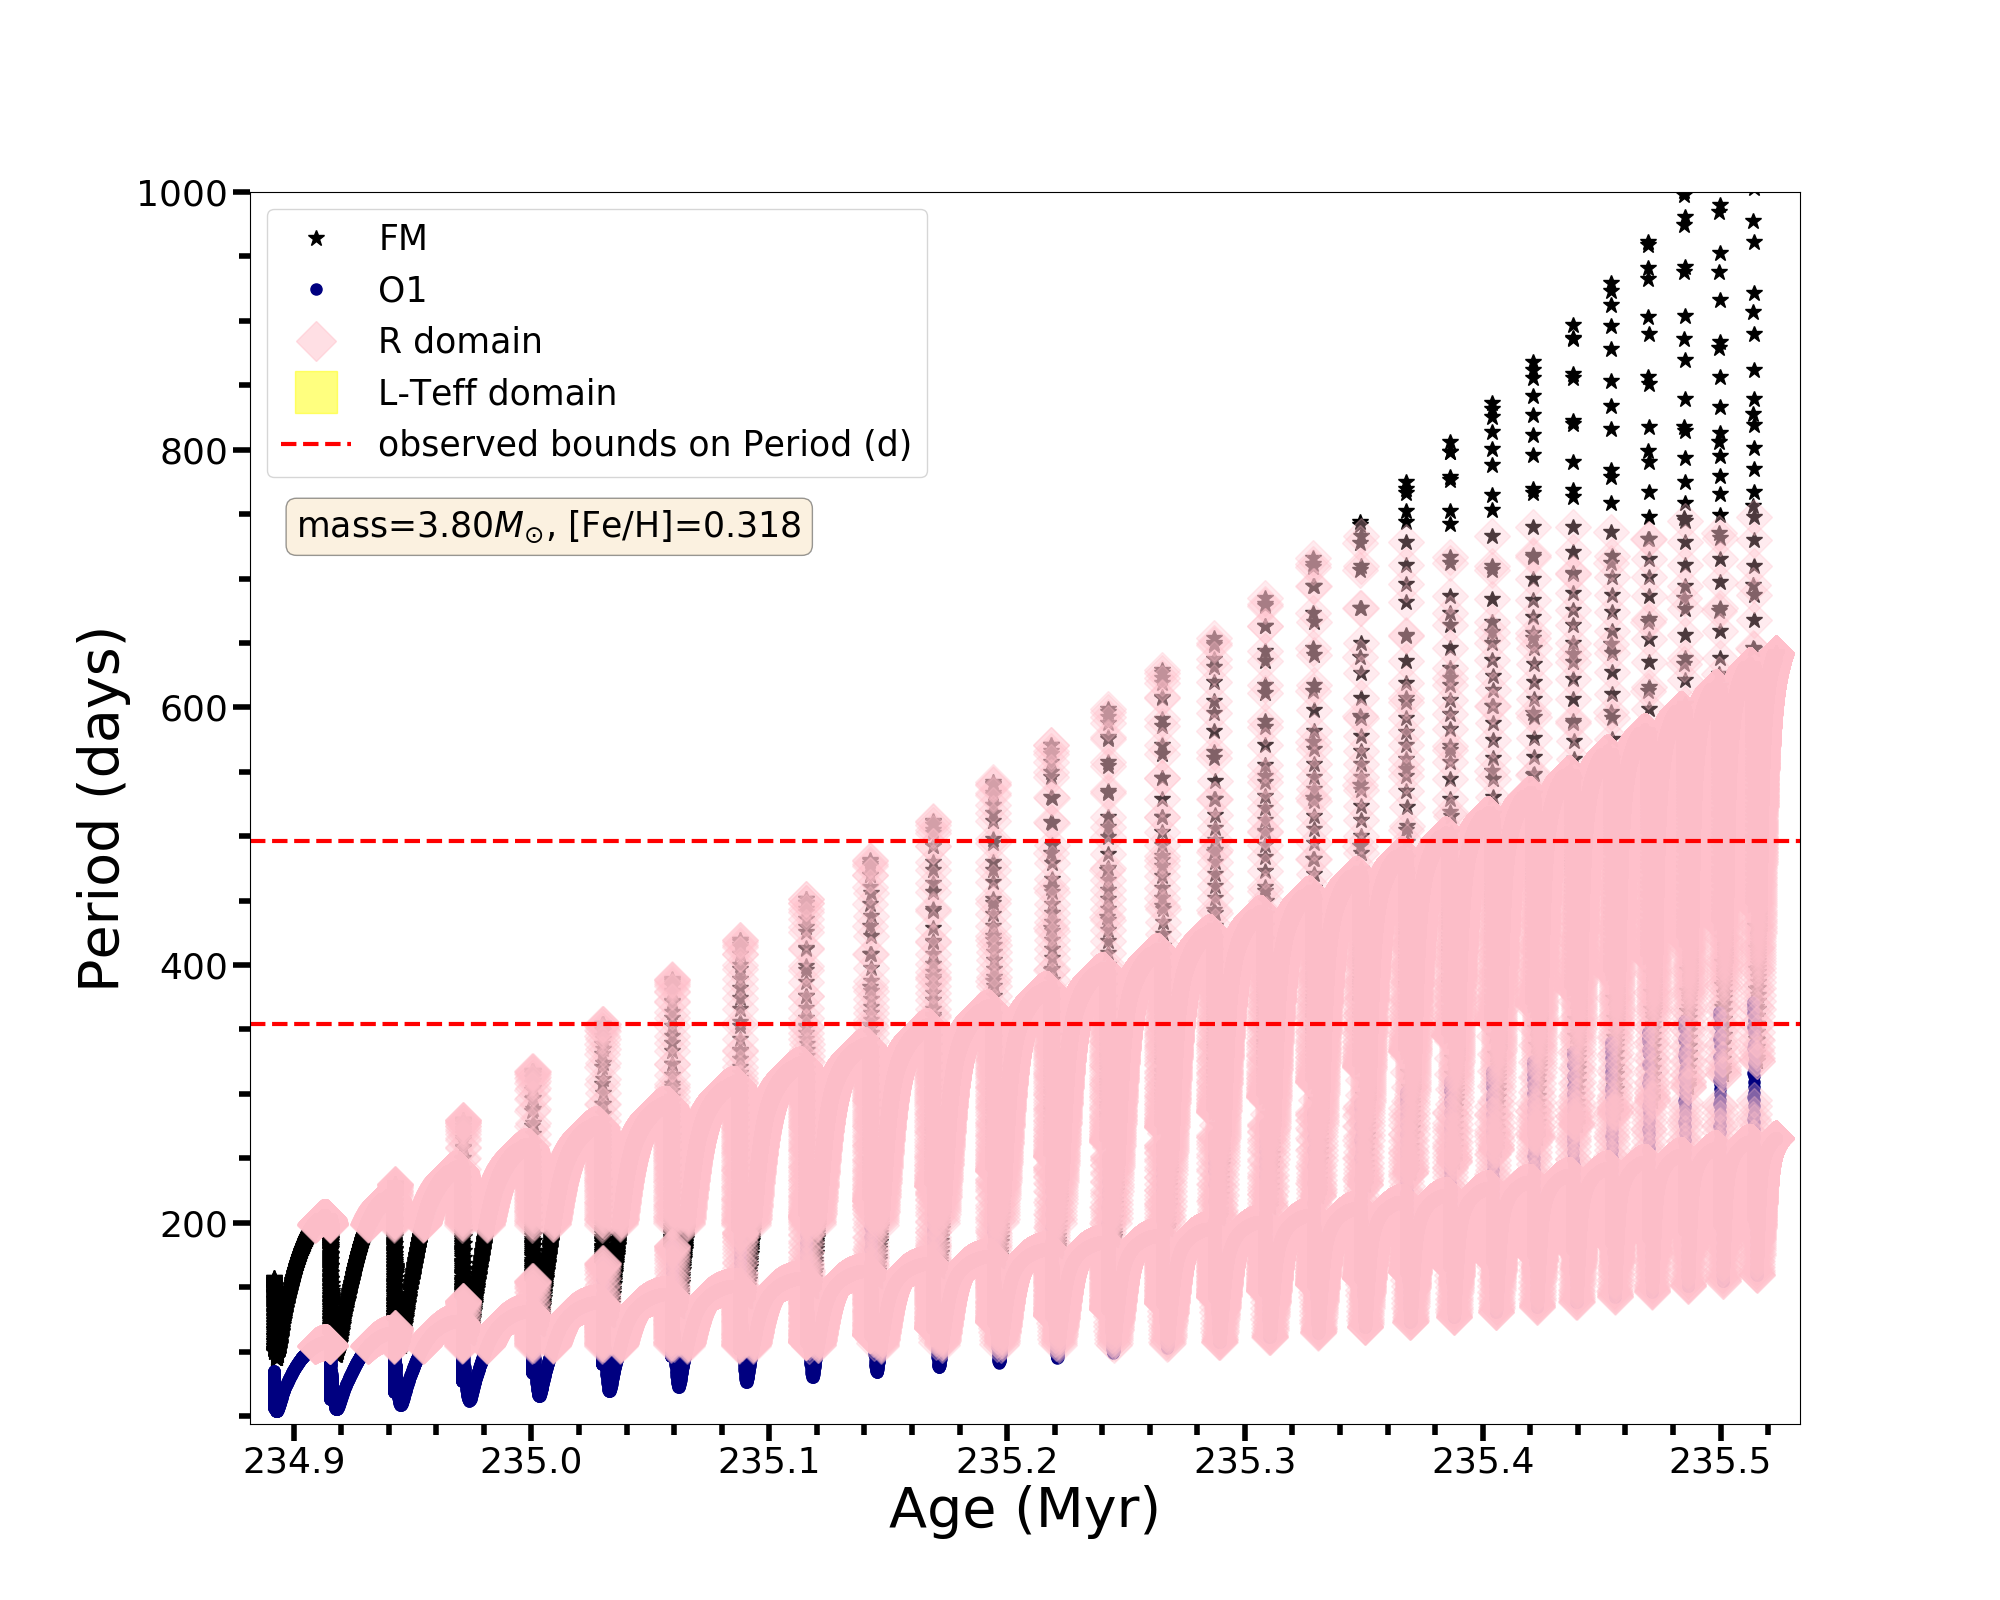 1000
800
600
400
200
Period (days)
FM
O1
R domain
L-Teff domain
observed bounds on Period (d)
mass=3.80M⊙, [Fe/H]=0.318
234.9 235.0 235.1 235.2 235.3 235.4 235.5
Age (Myr)